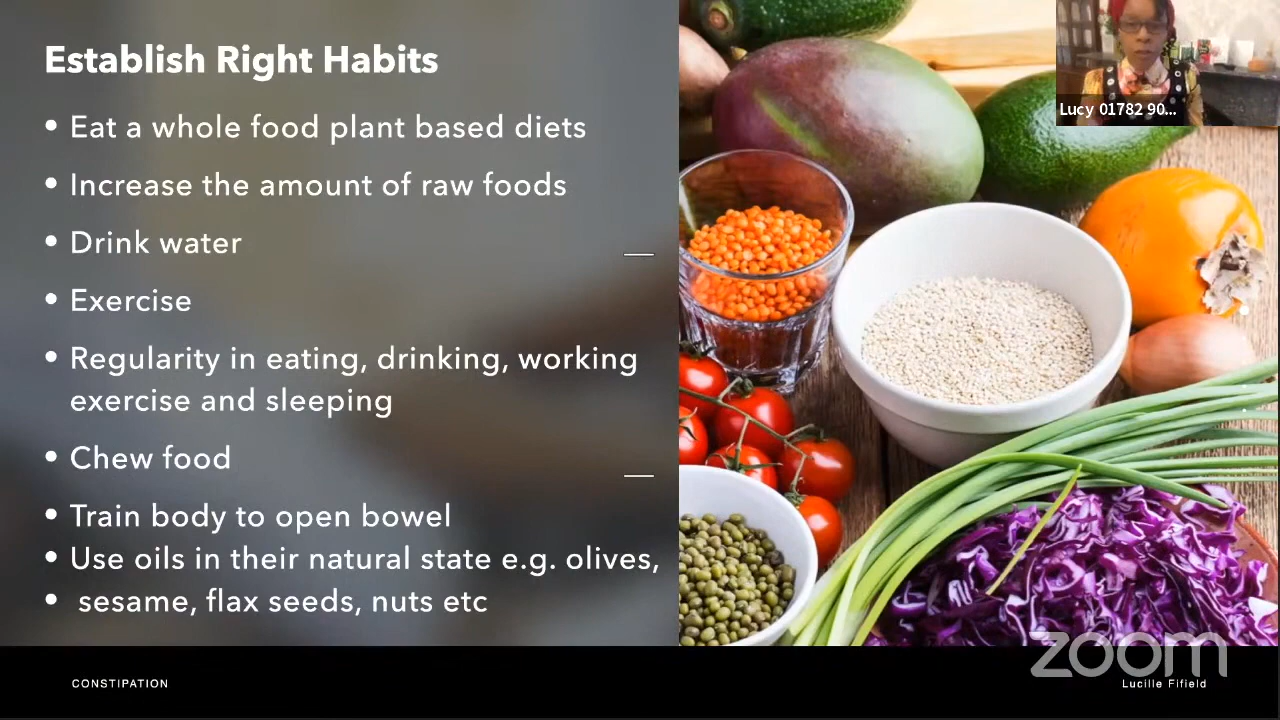 Establish Right Habits
• Eat a whole food plant based diets
• Increase the amount of raw foods
• Drink water
• Exercise
• Regularity in eating, drinking, working
exercise and sleeping
• Chew food
• Train body to open bowel
• Use oils in their natural state e.g. olives,
• sesame, flax seeds, nuts etc
Lucy 01782 90...
zoom
CONSTIPATION
Lucille Fifield